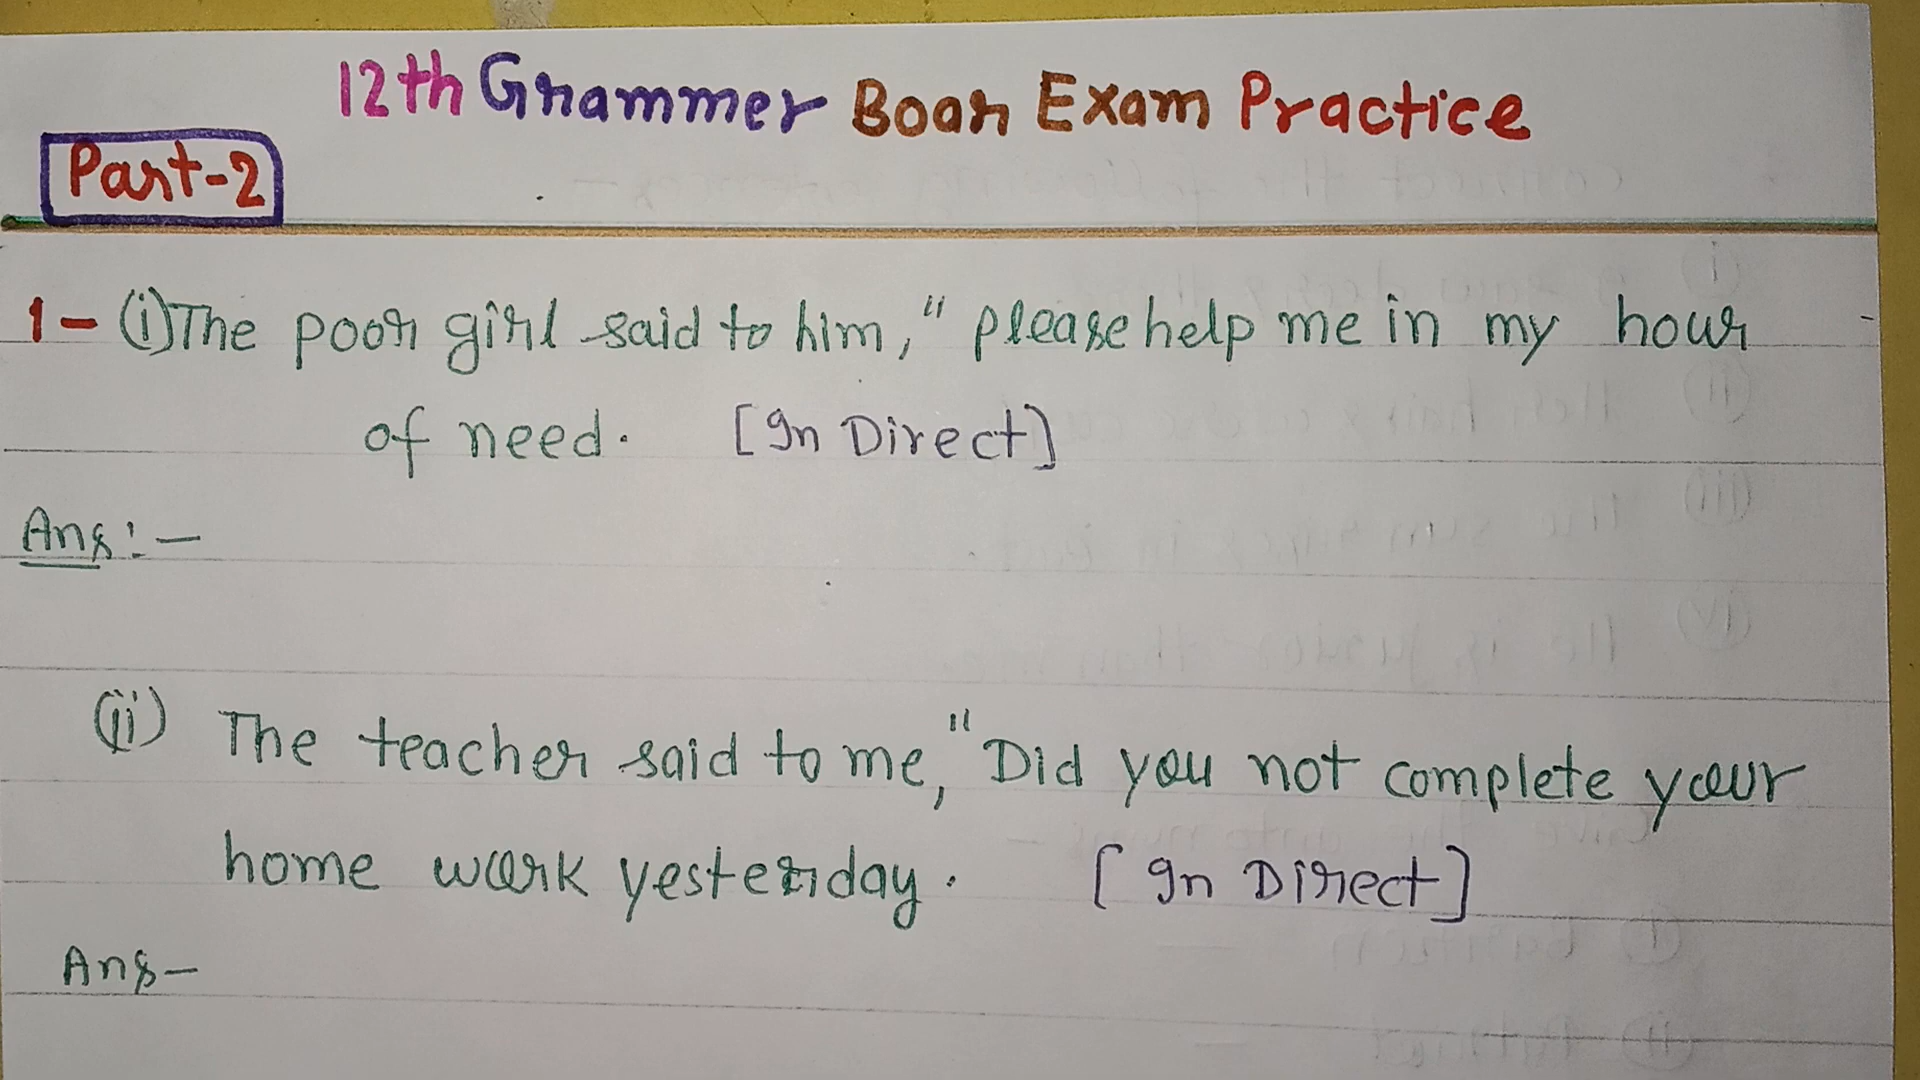 12th Grammer Boar Exam Practice
Part-2
1- (i) The poor girl said to him, " please help me in my hour
of need. [In Direct]
Ans:-
(ii) The teacher said to me, "Did you not complete your
home work yesterday. [In Direct]
Ans-